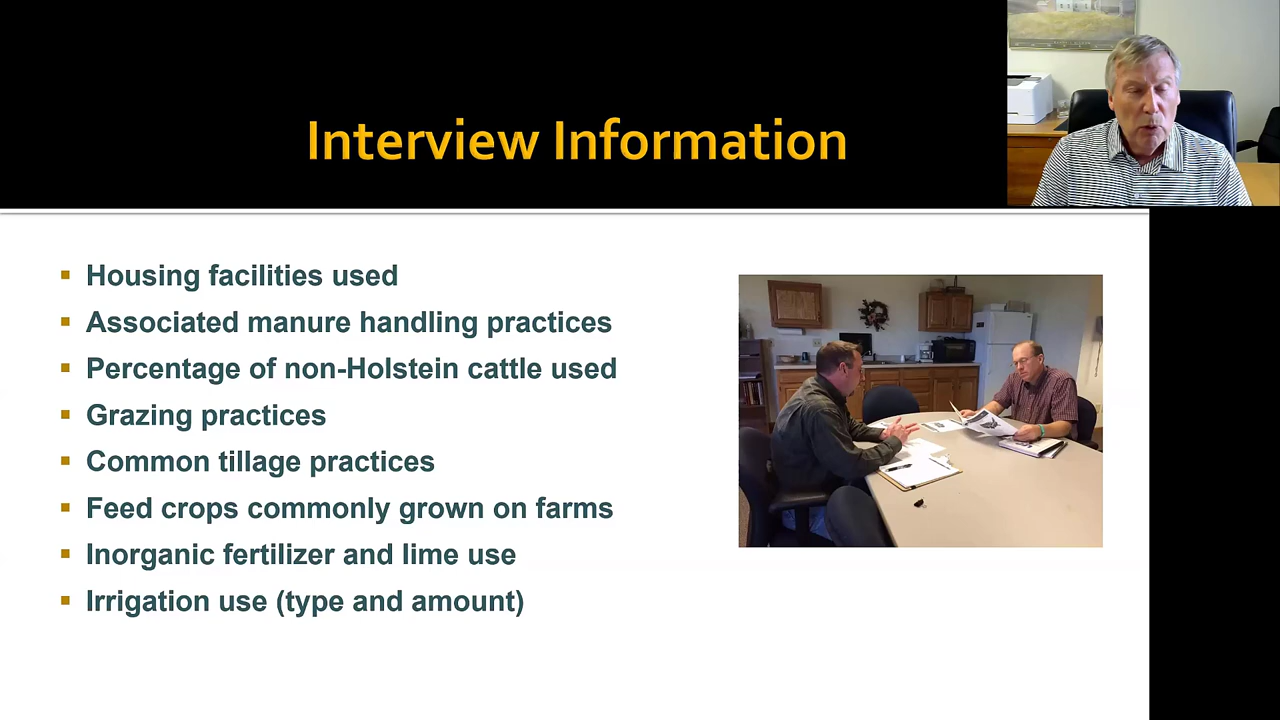 Interview Information
Housing facilities used
Associated manure handling practices
Percentage of non-Holstein cattle used
Grazing practices
Common tillage practices
Feed crops commonly grown on farms
Inorganic fertilizer and lime use
Irrigation use (type and amount)